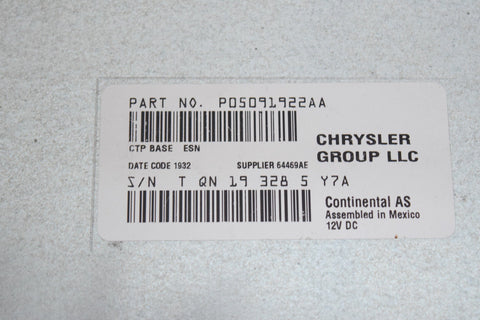 PART NO. P05091922AA
CTP BASE ESN
CHRYSLER
GROUP LLC
DATE CODE 1932 SUPPLIER 64469AE
S/N T QN 19 328 5 Y7A
Continental AS
Assembled in Mexico
12V DC